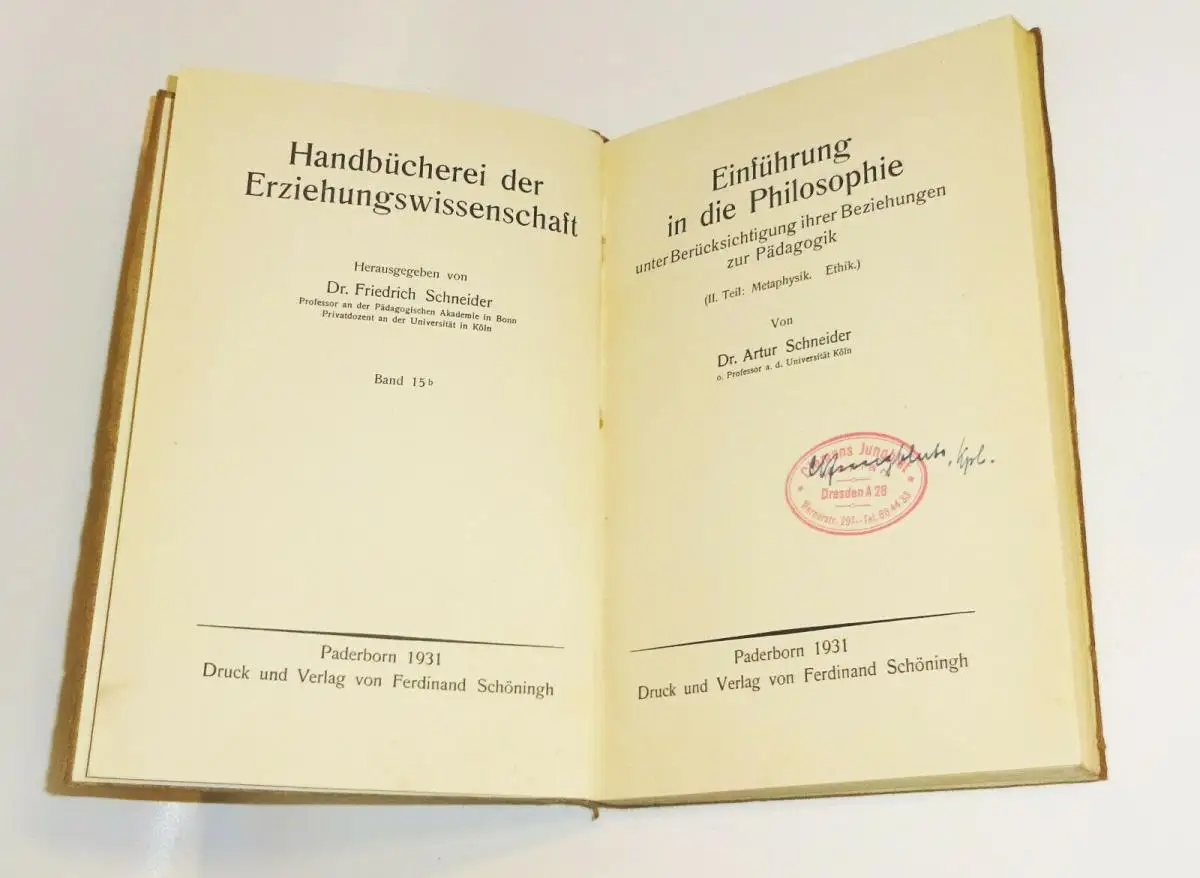 Handbücherei der
Erziehungswissenschaft
Herausgegeben von
Dr. Friedrich Schneider
Professor an der Pädagogischen Akademie in Bonn
Privatdozent an der Universität in Köln
Band 15ᵇ
Paderborn 1931
Druck und Verlag von Ferdinand Schöningh
Einführung
in die Philosophie
unter Berücksichtigung ihrer Beziehungen
zur Pädagogik
(II. Teil: Metaphysik. Ethik.)
Von
Dr. Artur Schneider
o. Professor a. d. Universität Köln
Kpl.
Dresden A 28
Paderborn 1931
Druck und Verlag von Ferdinand Schöningh